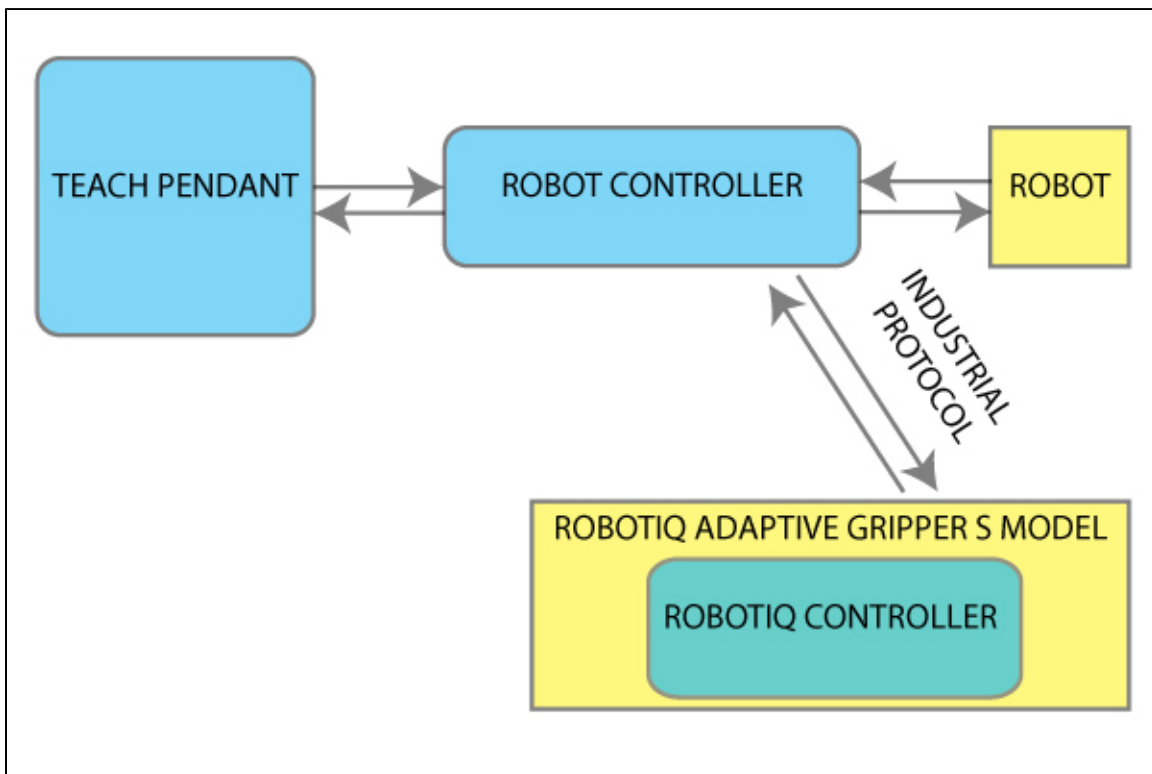 TEACH PENDANT
ROBOT CONTROLLER
ROBOT
INDUSTRIAL
PROTOCOL
ROBOTIQ ADAPTIVE GRIPPER S MODEL
ROBOTIQ CONTROLLER